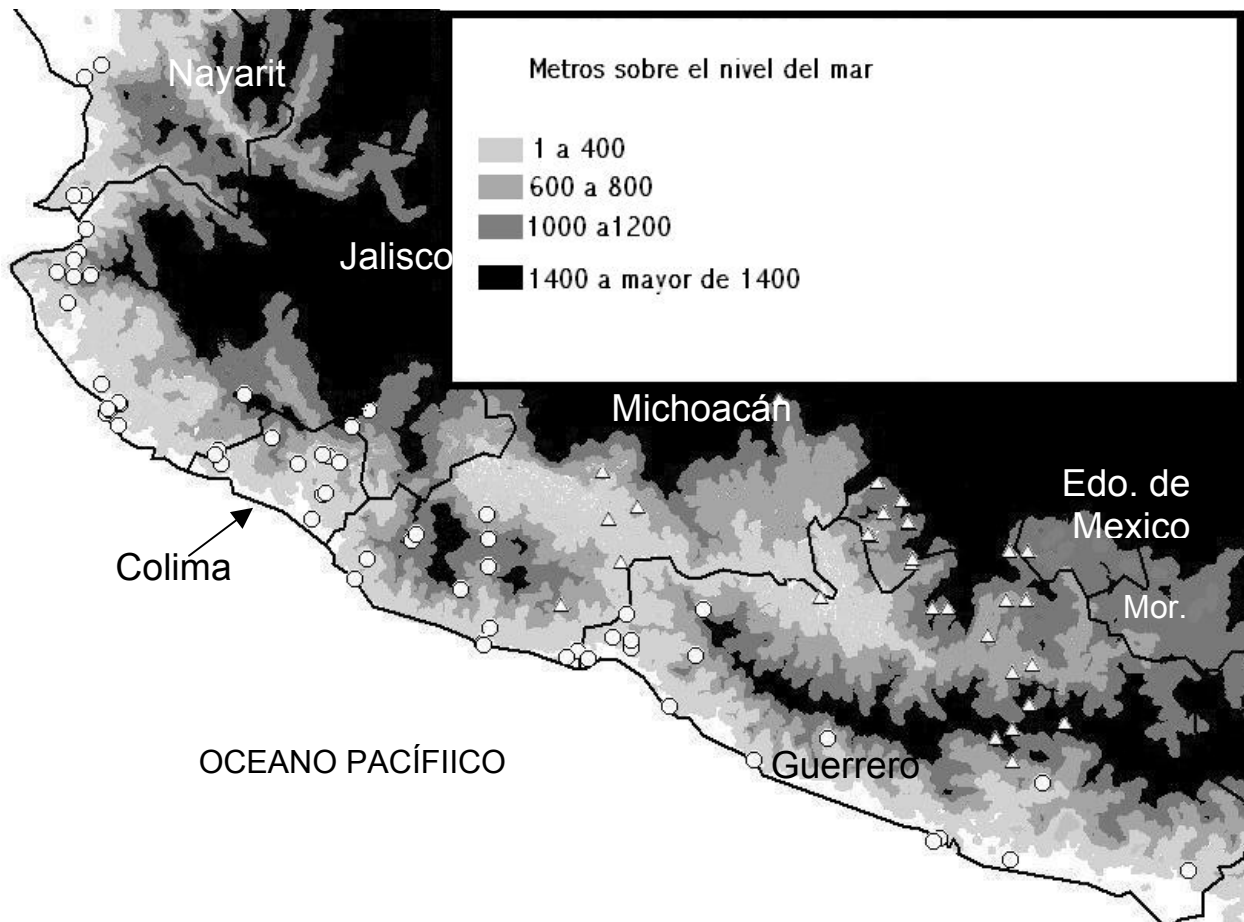 Nayarit
Metros sobre el nivel del mar
1 a 400
600 a 800
1000 a1200
1400 a mayor de 1400
Jalisco
Michoacán
Edo. de
Mexico
Colima
Mor.
OCEANO PACÍFIICO
Guerrero